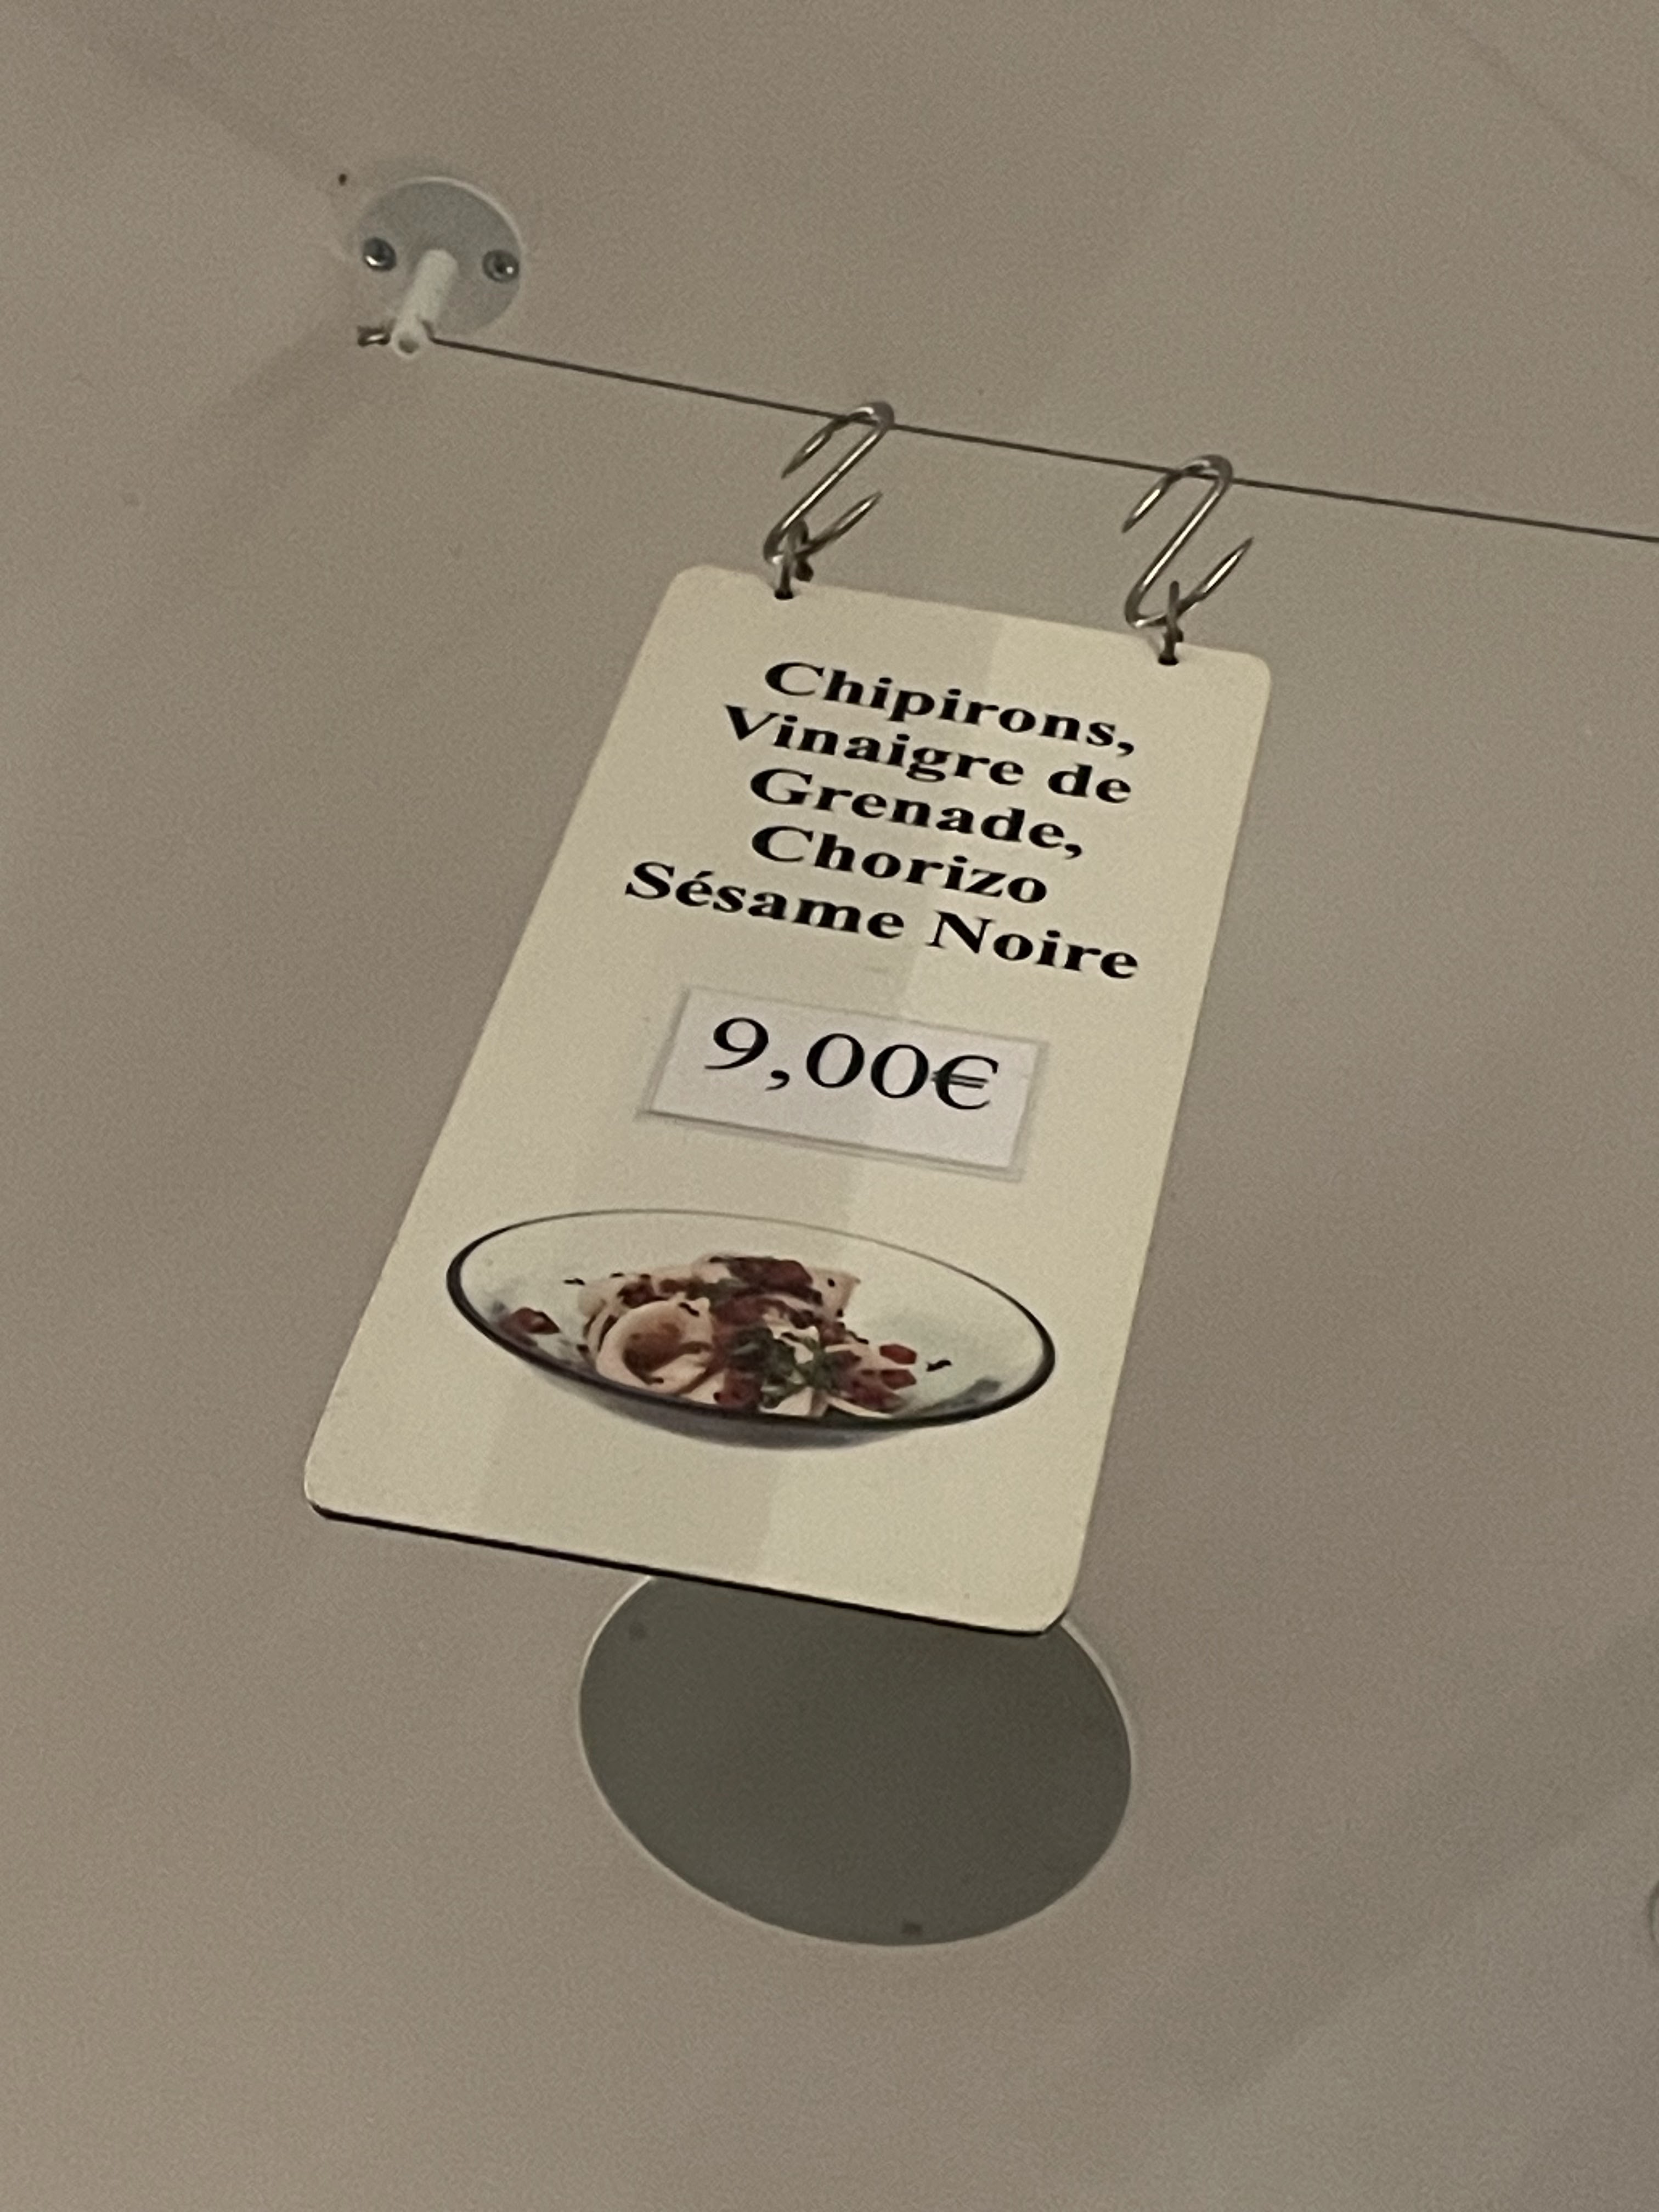 Chipirons,
Vinaigre de
Grenade,
Chorizo
Sésame Noire
9,00€